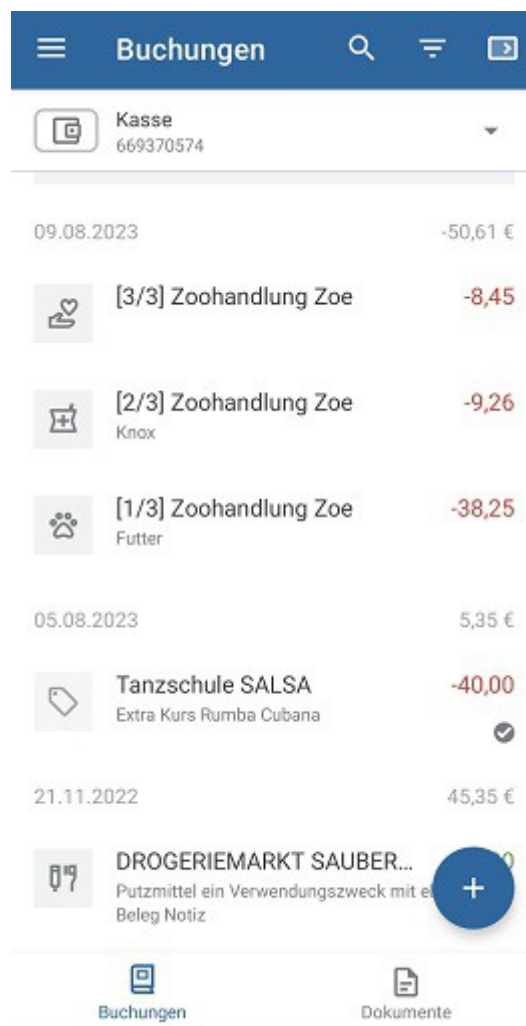 Buchungen
Kasse
669370574
09.08.2023 -50,61 €
[3/3] Zoohandlung Zoe -8,45
[2/3] Zoohandlung Zoe -9,26
Knox
[1/3] Zoohandlung Zoe -38,25
Futter
05.08.2023 5,35 €
Tanzschule SALSA -40,00
Extra Kurs Rumba Cubana
21.11.2022 45,35 €
DROGERIEMARKT SAUBER...
Putzmittel ein Verwendungszweck mit
Beleg Notiz
Buchungen Dokumente